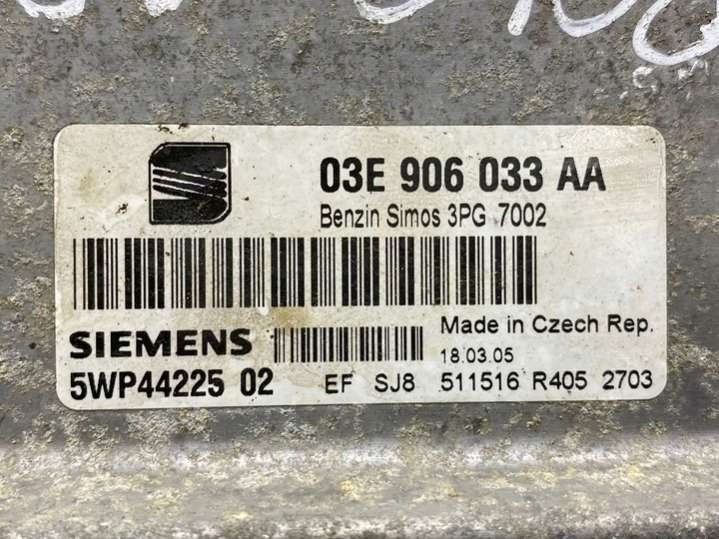 03E 906 033 AA
Benzin Simos 3PG 7002
SIEMENS
Made in Czech Rep.
18.03.05
5WP44225 02 EF SJ8 511516 R405 2703